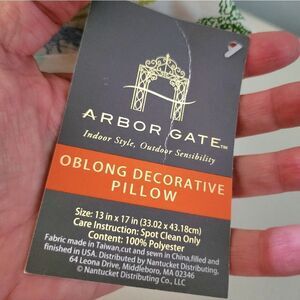 ARBOR GATE™
Indoor Style, Outdoor Sensibility
OBLONG DECORATIVE
PILLOW
Size: 13 in x 17 in (33.02 x 43.18cm)
Care Instruction: Spot Clean Only
Content: 100% Polyester
Fabric made in Taiwan,cut and sewn in China,filled and
finished in USA. Distributed by Nantucket Distributing,
64 Leona Drive, Middleboro, MA 02346
© Nantucket Distributing Co., LLC